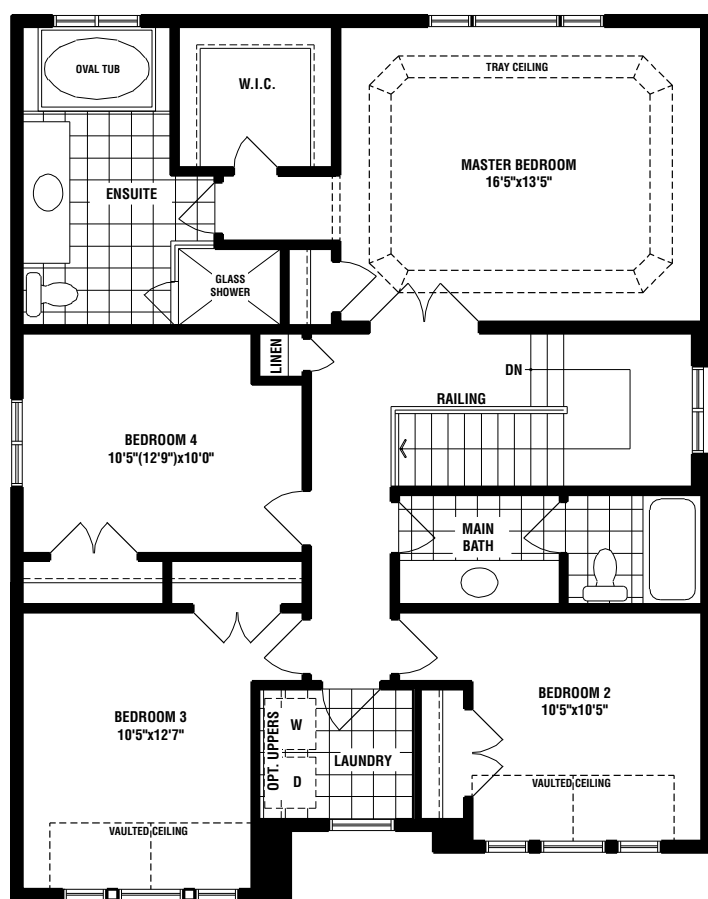 OVAL TUB
W.I.C.
TRAY CEILING
MASTER BEDROOM
16'5"x13'5"
ENSUITE
GLASS
SHOWER
LINEN
DN
RAILING
BEDROOM 4
10'5"(12'9")x10'0"
MAIN
BATH
BEDROOM 3
10'5"x12'7"
OPT. UPPERS
W
D
LAUNDRY
BEDROOM 2
10'5"x10'5"
VAULTED CEILING
VAULTED CEILING